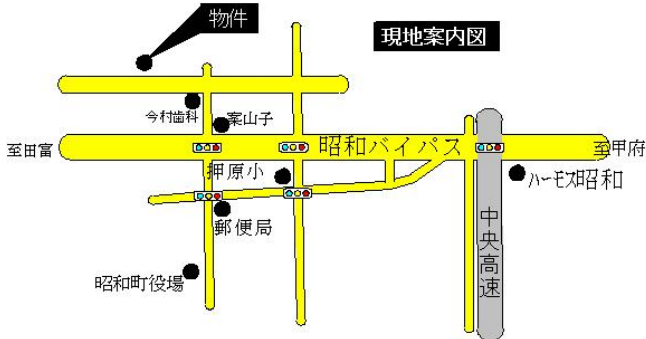 物件
現地案内図
今村歯科
案山子
至田富
昭和バイパス
至甲府
押原小
ハーモス昭和
郵便局
中央高速
昭和町役場